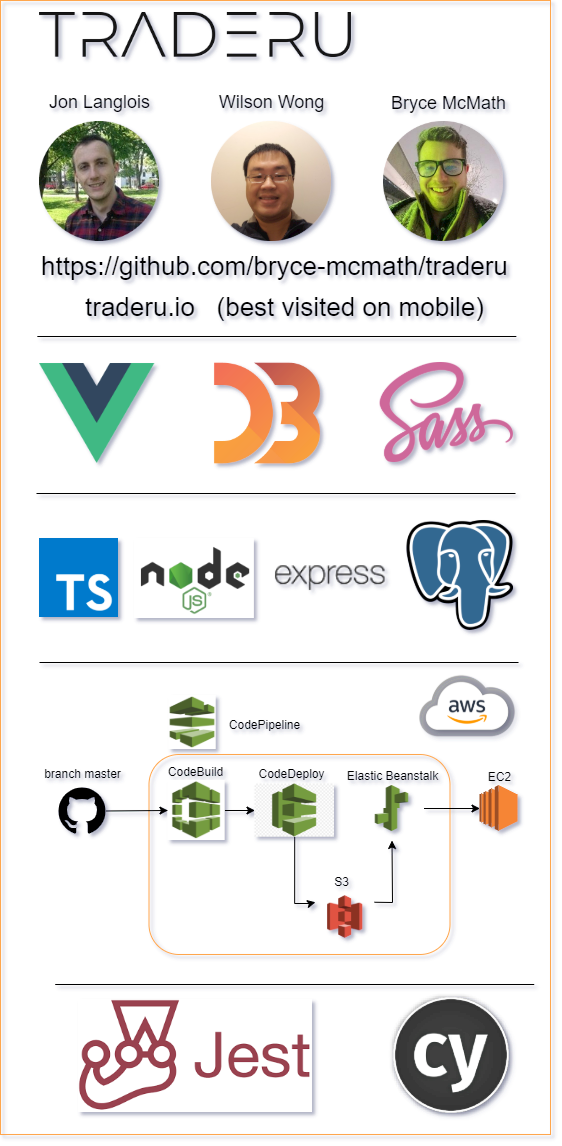 TRADERU
Jon Langlois
Wilson Wong
Bryce McMath
https://github.com/bryce-mcmath/traderu
traderu.io (best visited on mobile)
D3
Sass
TS
node
JS
express
aws
CodePipeline
branch master
CodeBuild
CodeDeploy
Elastic Beanstalk
EC2
S3
Jest
cy